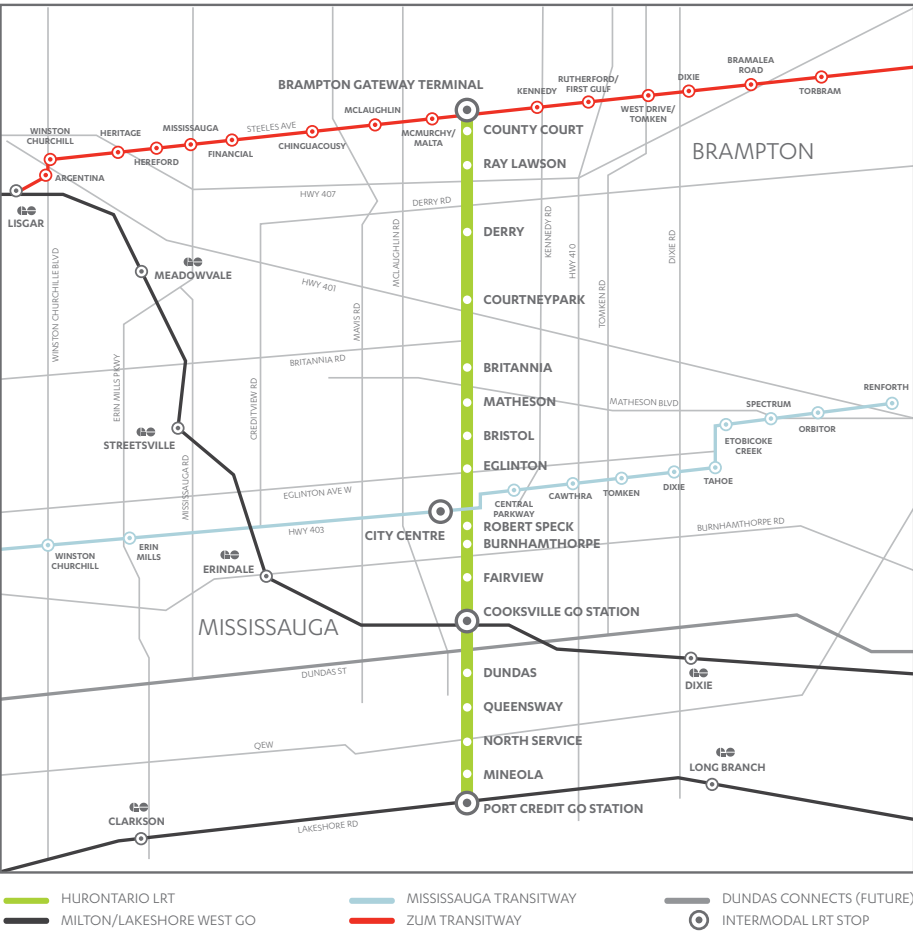 BRAMPTON GATEWAY TERMINAL
BRAMALEA
ROAD
DIXIE
RUTHERFORD/
FIRST GULF
KENNEDY
TORBRAM
WEST DRIVE/
TOMKEN
MCLAUGHLIN
MCMURCHY/
MALTA
STEELES AVE
CHINGUACOUSY
MISSISSAUGA
FINANCIAL
HERITAGE
HEREFORD
WINSTON
CHURCHILL
ARGENTINA
LISGAR
COUNTY COURT
RAY LAWSON
BRAMPTON
HWY 407
DERRY RD
DERRY
MCLAUGHLIN RD
KENNEDY RD
HWY 410
DIXIE RD
TOMKEN RD
MEADOWVALE
HWY 401
COURTNEYPARK
WINSTON CHURCHILLE BLVD
MAVIS RD
BRITANNIA RD
BRITANNIA
ERIN MILLS PKWY
CREDITVIEW RD
MATHESON
MATHESON BLVD
RENFORTH
SPECTRUM
ORBITOR
ETOBICOKE
CREEK
BRISTOL
STREETSVILLE
MISSISSAUGA RD
EGLINTON
EGLINTON AVE W
TAHOE
DIXIE
TOMKEN
CAWTHRA
CENTRAL
PARKWAY
CITY CENTRE
HWY 403
ROBERT SPECK
BURNHAMTHORPE
BURNHAMTHORPE RD
WINSTON
CHURCHILL
ERIN
MILLS
ERINDALE
FAIRVIEW
COOKSVILLE GO STATION
MISSISSAUGA
DUNDAS ST
DUNDAS
DIXIE
QUEENSWAY
QEW
NORTH SERVICE
MINEOLA
LONG BRANCH
PORT CREDIT GO STATION
CLARKSON
LAKESHORE RD
HURONTARIO LRT
MISSISSAUGA TRANSITWAY
DUNDAS CONNECTS (FUTURE)
MILTON/LAKESHORE WEST GO
ZUM TRANSITWAY
INTERMODAL LRT STOP